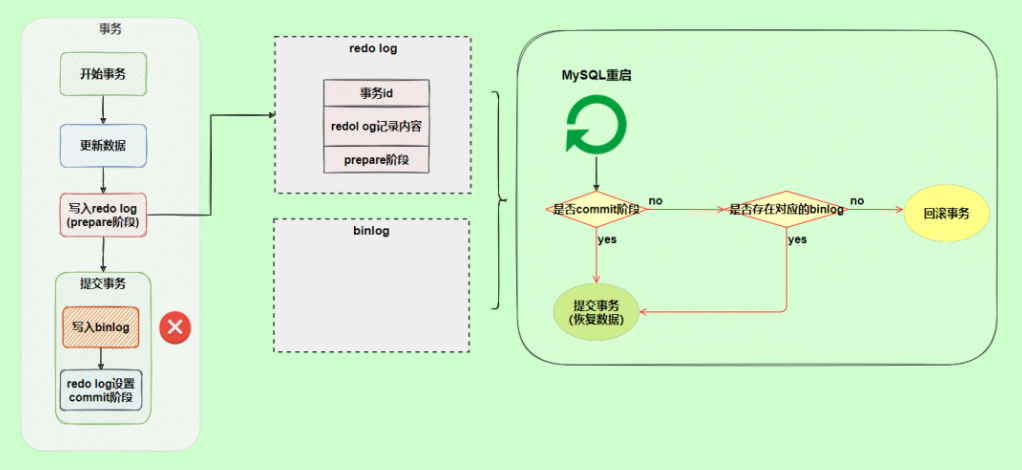 事务
开始事务
更新数据
写入redo log
(prepare阶段)
提交事务
写入binlog
redo log设置
commit阶段
redo log
事务id
redol og记录内容
prepare阶段
binlog
MySQL重启
是否commit阶段
no
是否存在对应的binlog
no
回滚事务
yes
yes
提交事务
(恢复数据)